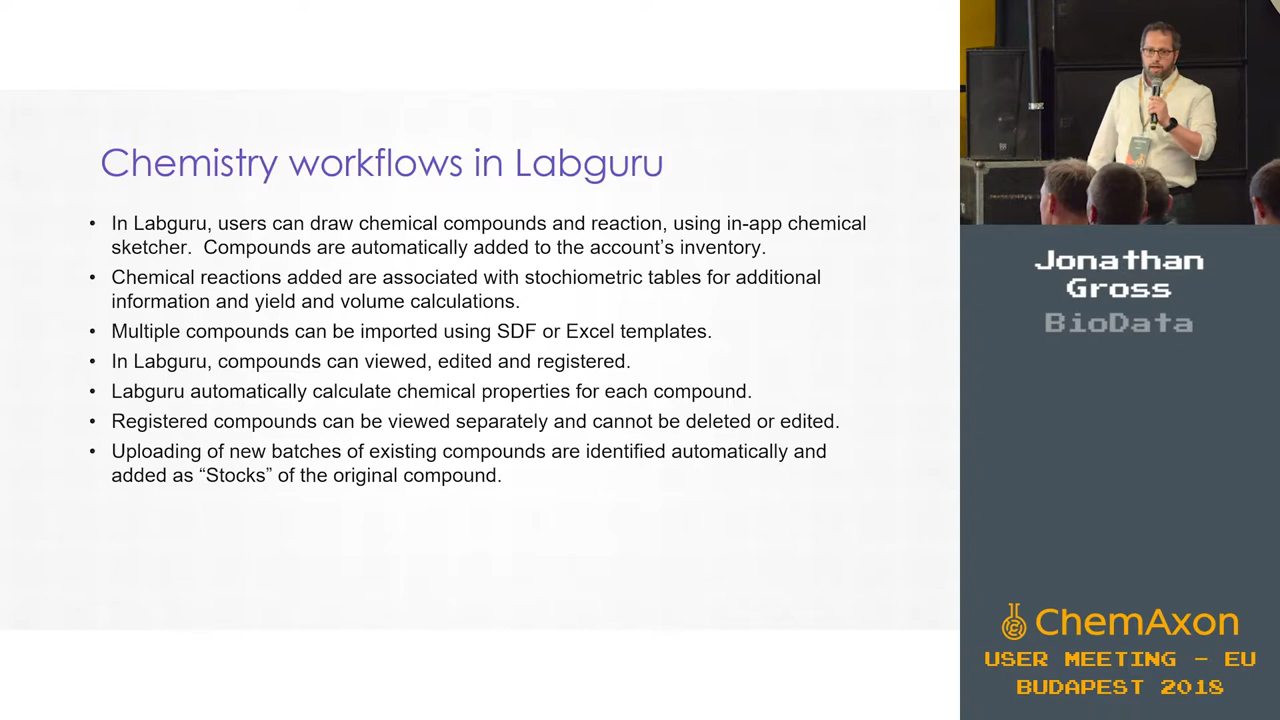 Chemistry workflows in Labguru
• In Labguru, users can draw chemical compounds and reaction, using in-app chemical
sketcher.  Compounds are automatically added to the account’s inventory.
• Chemical reactions added are associated with stochiometric tables for additional
information and yield and volume calculations.
• Multiple compounds can be imported using SDF or Excel templates.
• In Labguru, compounds can viewed, edited and registered.
• Labguru automatically calculate chemical properties for each compound.
• Registered compounds can be viewed separately and cannot be deleted or edited.
• Uploading of new batches of existing compounds are identified automatically and
added as “Stocks” of the original compound.
Jonathan
Gross
BioData
ChemAxon
USER MEETING - EU
BUDAPEST 2018